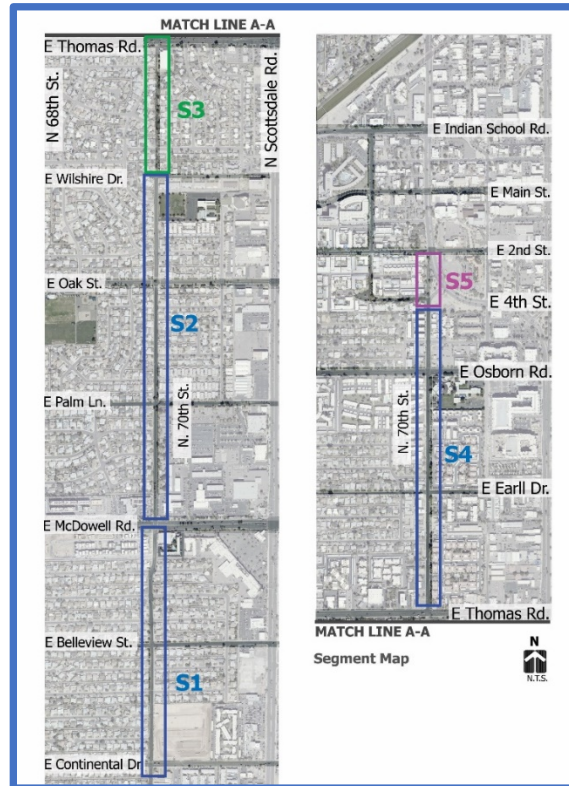 MATCH LINE A-A
E Thomas Rd.
N 68th St.
N Scottsdale Rd.
S3
E Wilshire Dr.
E Oak St.
S2
E Palm Ln.
N. 70th St.
E McDowell Rd.
E Belleview St.
S1
E Continental Dr
E Indian School Rd.
E Main St.
E 2nd St.
S5
E 4th St.
E Osborn Rd.
N. 70th St.
S4
E Earll Dr.
E Thomas Rd.
MATCH LINE A-A
Segment Map
N
N.T.S.